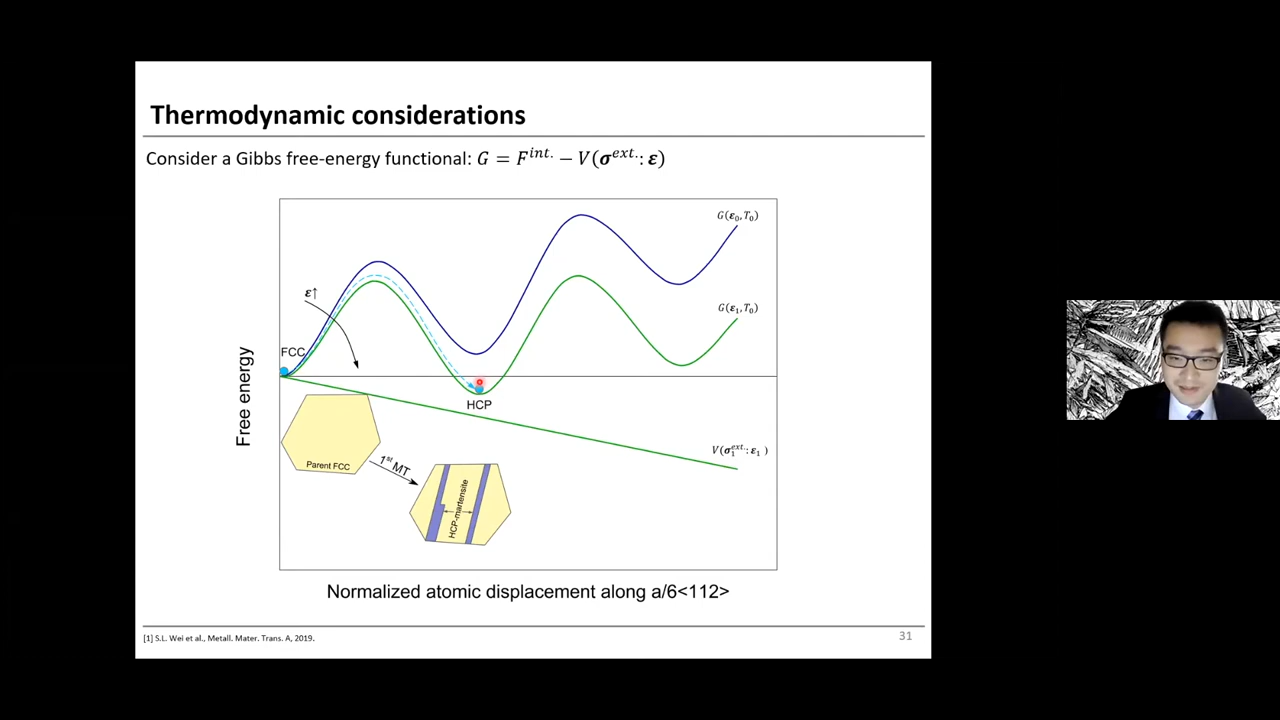 Thermodynamic considerations
Consider a Gibbs free-energy functional: G = F^{int.} − V(σ^{ext.}: ε)
G(ε₀, T₀)
ε↑
G(ε₁, T₀)
FCC
Free energy
HCP
V(σ₁^{ext.}: ε₁ )
Parent FCC
1st MT
HCP-martensite
Normalized atomic displacement along a/6<112>
[1] S.L. Wei et al., Metall. Mater. Trans. A, 2019.
31